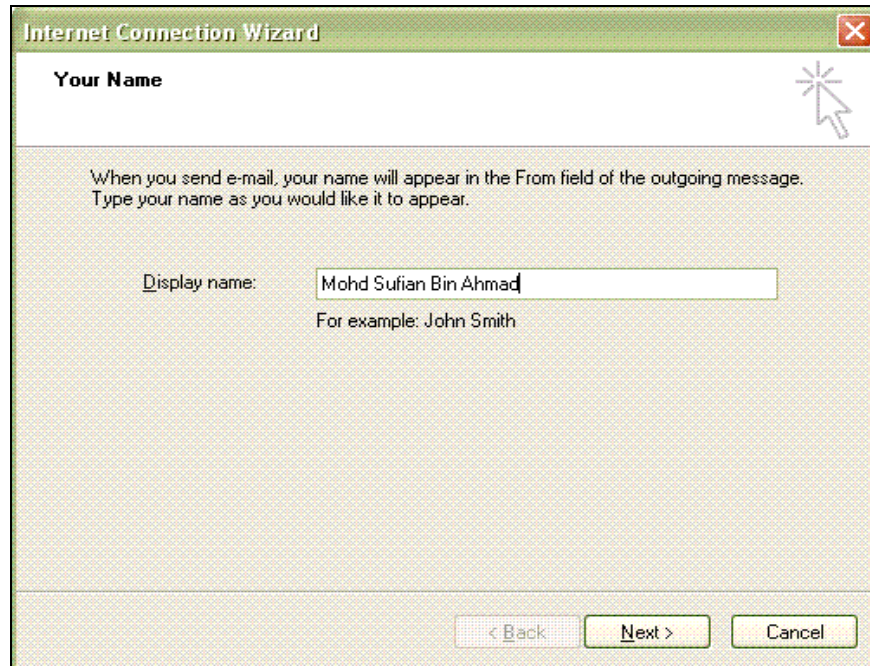 Internet Connection Wizard
Your Name
When you send e-mail, your name will appear in the From field of the outgoing message.
Type your name as you would like it to appear.
Display name: Mohd Sufian Bin Ahmad
For example: John Smith
< Back Next > Cancel